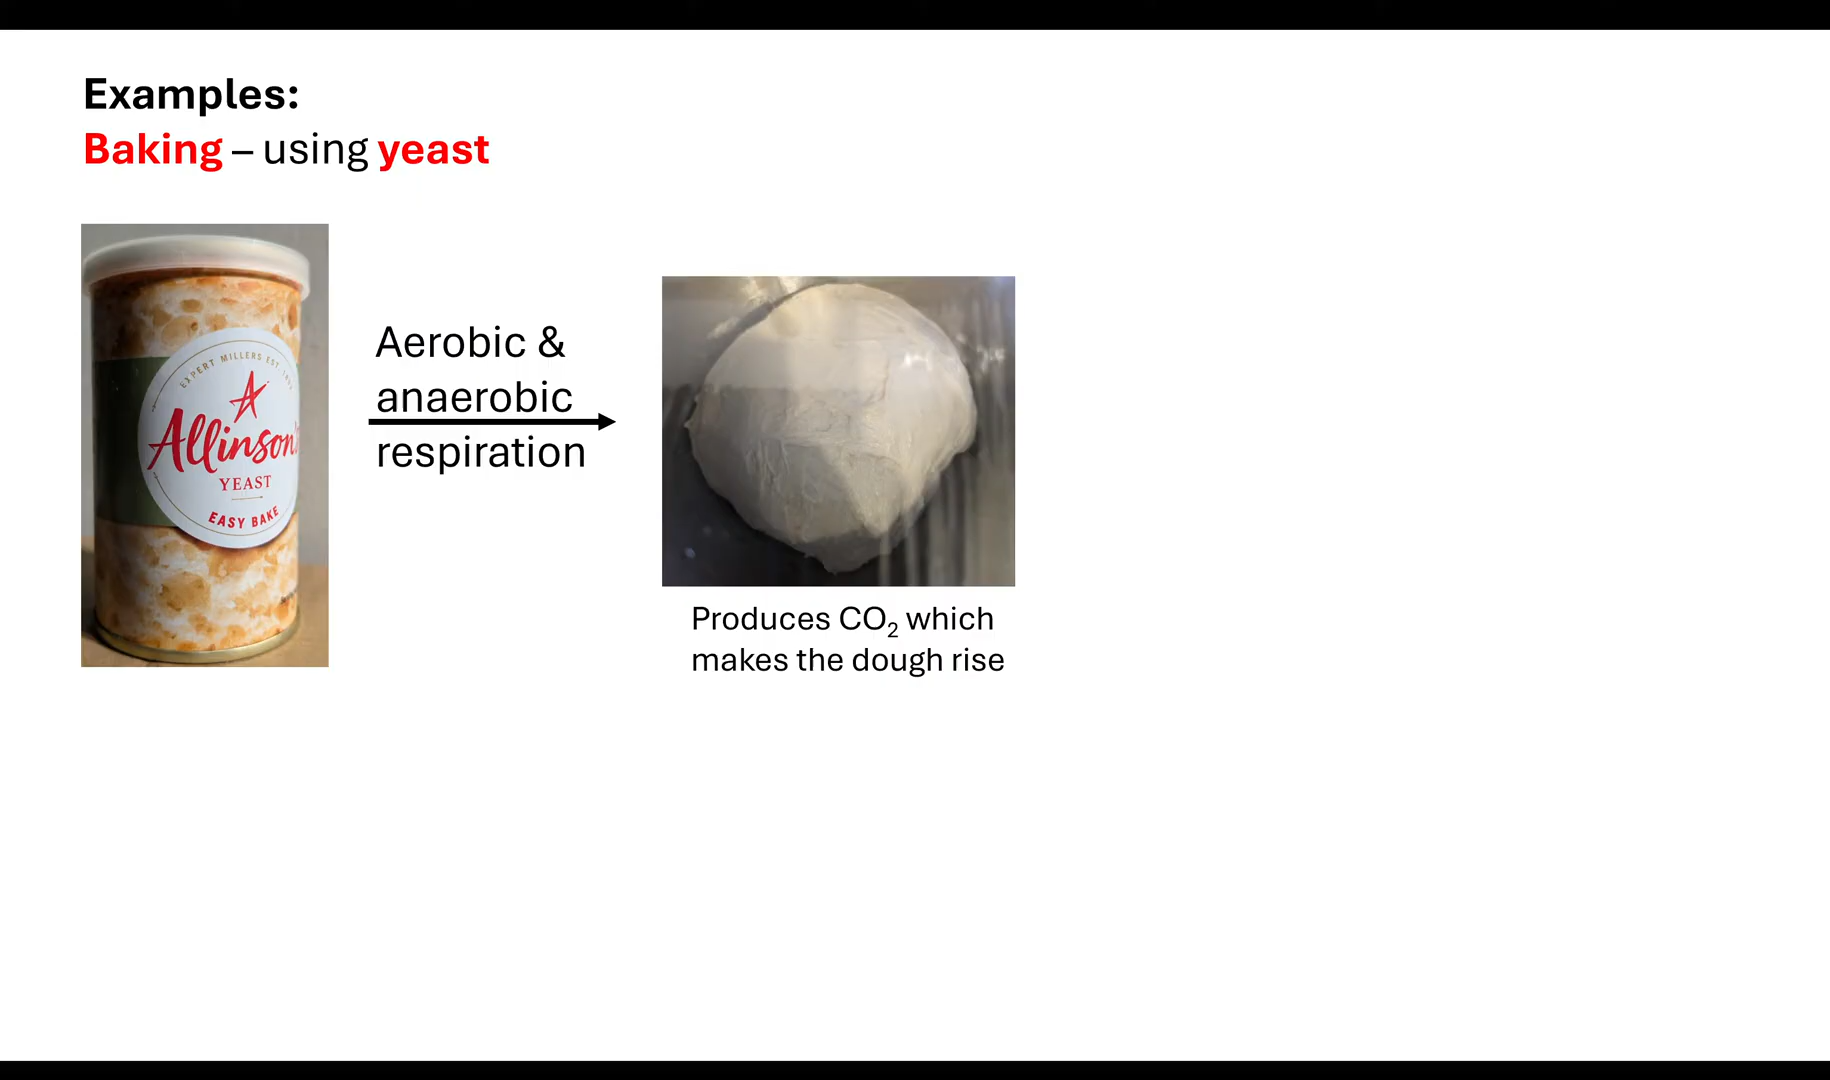 Examples:
Baking – using yeast
EXPERT MILLERS EST
Allinson's
YEAST
EASY BAKE
Aerobic &
anaerobic
respiration
Produces CO₂ which
makes the dough rise